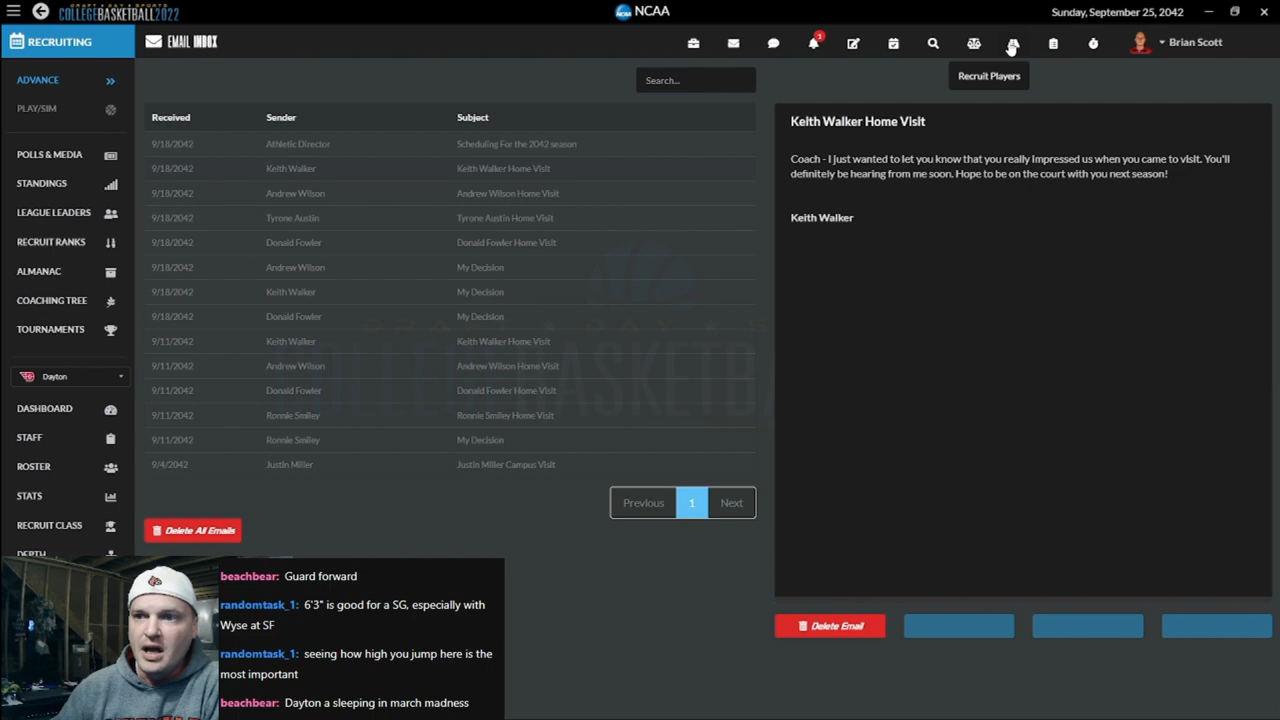 DRAFT DAY SPORTS
COLLEGE BASKETBALL 2022
NCAA
Sunday, September 25, 2042
RECRUITING
EMAIL INBOX
1
Brian Scott
ADVANCE
PLAY/SIM
Search...
Recruit Players
Received Sender Subject
9/18/2042 Athletic Director Scheduling For the 2042 season
9/18/2042 Keith Walker Keith Walker Home Visit
9/18/2042 Andrew Wilson Andrew Wilson Home Visit
9/18/2042 Tyrone Austin Tyrone Austin Home Visit
9/18/2042 Donald Fowler Donald Fowler Home Visit
9/18/2042 Andrew Wilson My Decision
9/18/2042 Keith Walker My Decision
9/18/2042 Donald Fowler My Decision
9/11/2042 Keith Walker Keith Walker Home Visit
9/11/2042 Andrew Wilson Andrew Wilson Home Visit
9/11/2042 Donald Fowler Donald Fowler Home Visit
9/11/2042 Ronnie Smiley Ronnie Smiley Home Visit
9/11/2042 Ronnie Smiley My Decision
9/4/2042 Justin Miller Justin Miller Campus Visit
Previous 1 Next
Delete All Emails
POLLS & MEDIA
STANDINGS
LEAGUE LEADERS
RECRUIT RANKS
ALMANAC
COACHING TREE
TOURNAMENTS
Dayton
DASHBOARD
STAFF
ROSTER
STATS
RECRUIT CLASS
DEPTH
Keith Walker Home Visit
Coach - I just wanted to let you know that you really impressed us when you came to visit. You'll
definitely be hearing from me soon. Hope to be on the court with you next season!
Keith Walker
Delete Email
DRAFT DAY
COLLEGE BASKETBA
beachbear: Guard forward
randomtask_1: 6'3" is good for a SG, especially with
Wyse at SF
randomtask_1: seeing how high you jump here is the
most important
beachbear: Dayton a sleeping in march madness